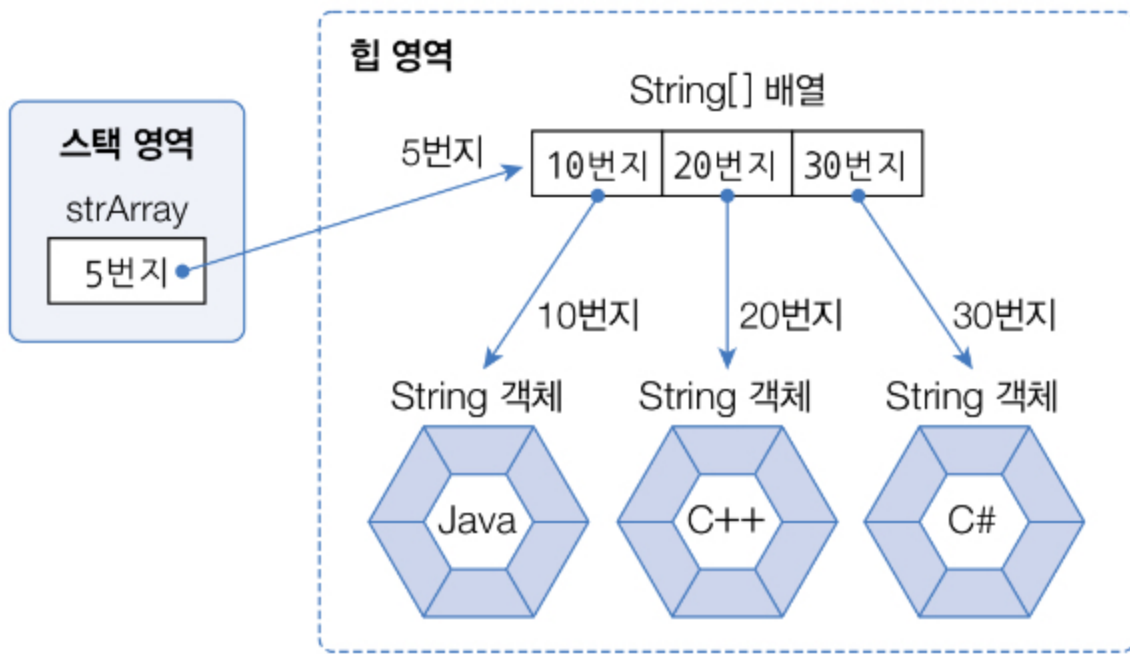 힙 영역
String[] 배열
스택 영역
5번지
10번지 20번지 30번지
strArray
5번지
10번지
20번지
30번지
String 객체
String 객체
String 객체
Java
C++
C#